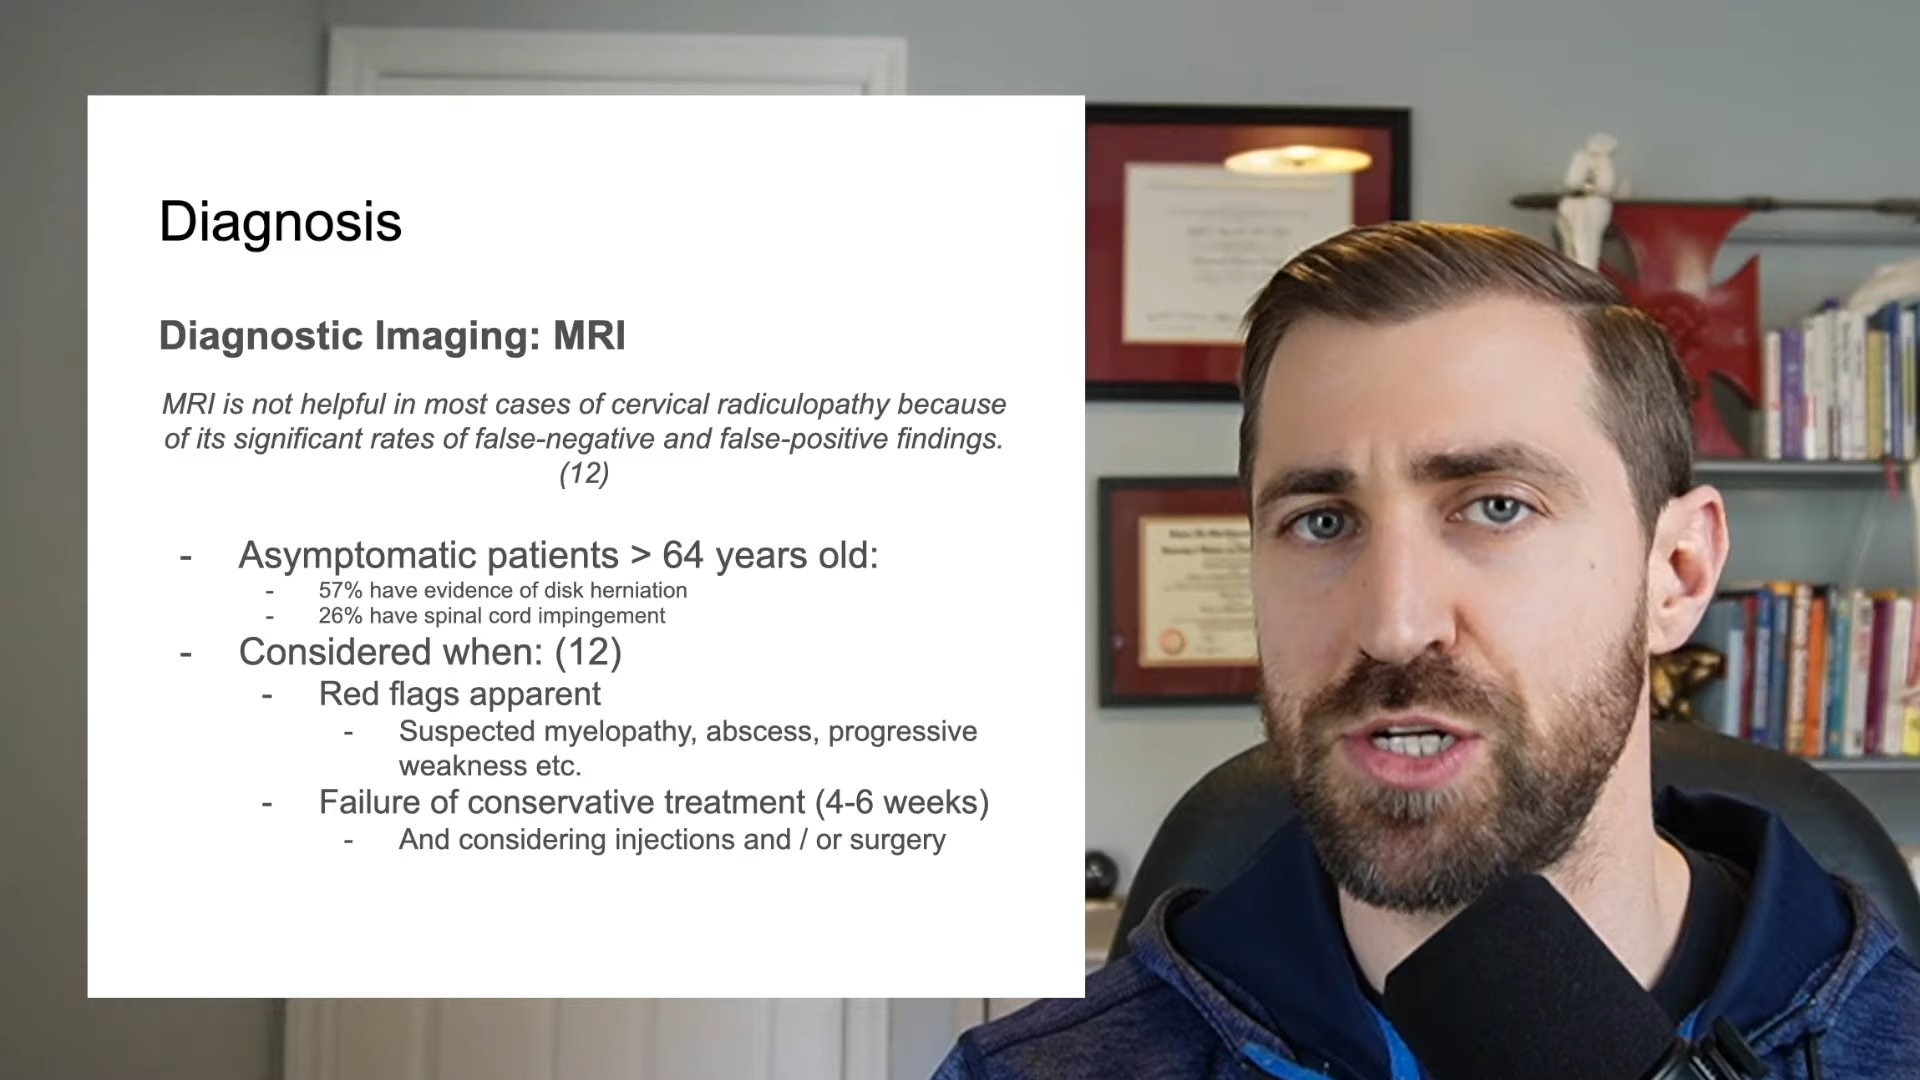 Diagnosis
Diagnostic Imaging: MRI
MRI is not helpful in most cases of cervical radiculopathy because
of its significant rates of false-negative and false-positive findings.
(12)
- Asymptomatic patients > 64 years old:
- 57% have evidence of disk herniation
- 26% have spinal cord impingement
- Considered when: (12)
- Red flags apparent
- Suspected myelopathy, abscess, progressive
weakness etc.
- Failure of conservative treatment (4-6 weeks)
- And considering injections and / or surgery